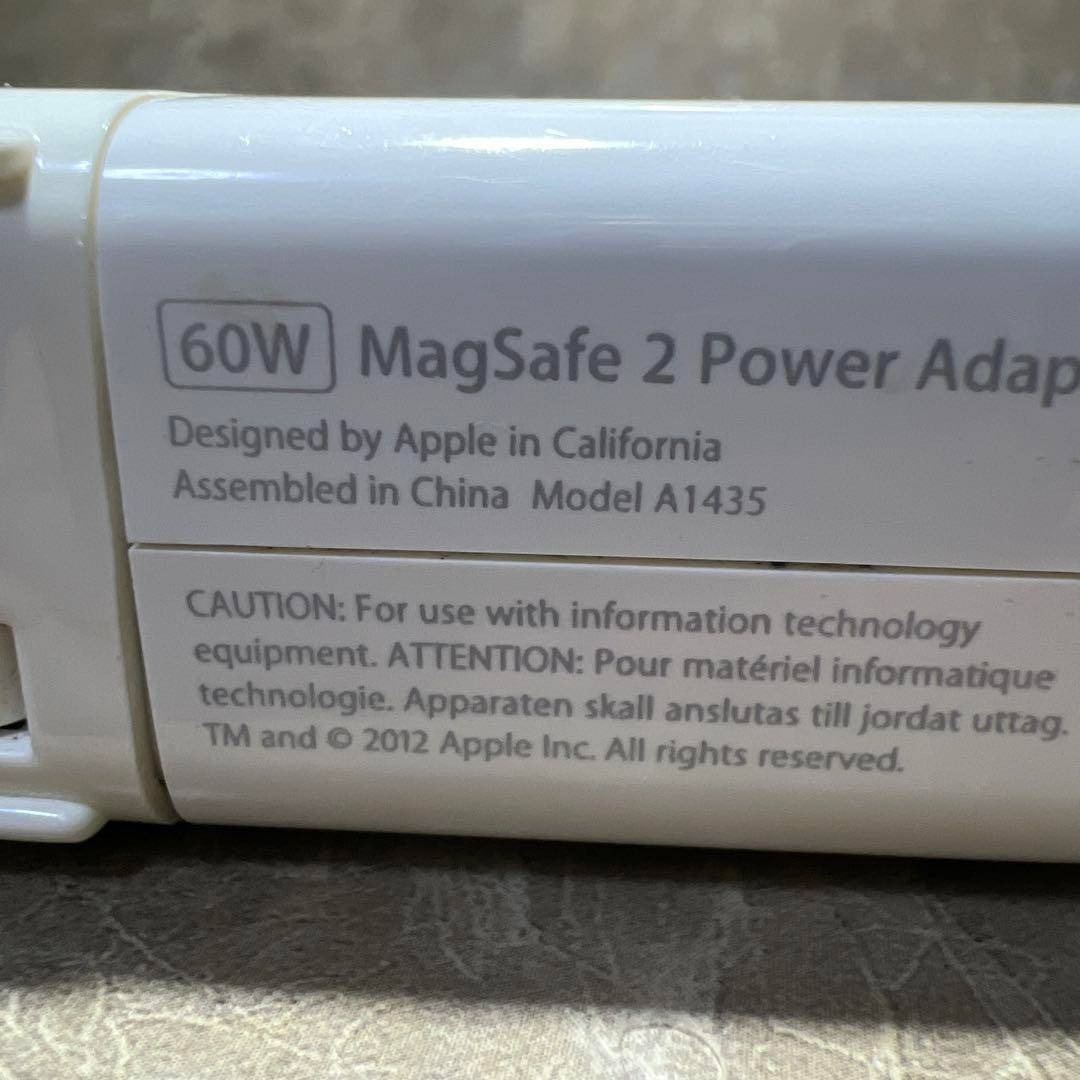 60W MagSafe 2 Power Adap
Designed by Apple in California
Assembled in China Model A1435
CAUTION: For use with information technology
equipment. ATTENTION: Pour matériel informatique
technologie. Apparaten skall anslutas till jordat uttag.
TM and © 2012 Apple Inc. All rights reserved.